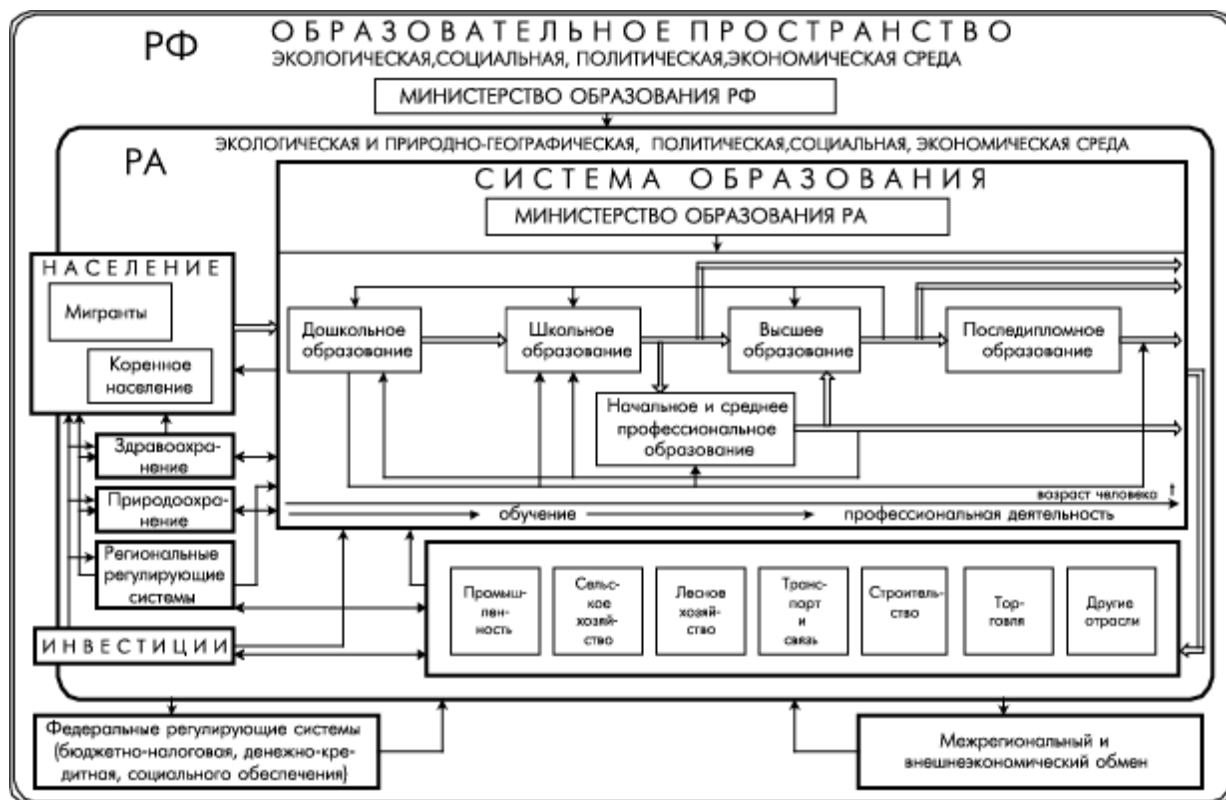 РФ
ОБРАЗОВАТЕЛЬНОЕ ПРОСТРАНСТВО
ЭКОЛОГИЧЕСКАЯ,СОЦИАЛЬНАЯ, ПОЛИТИЧЕСКАЯ,ЭКОНОМИЧЕСКАЯ СРЕДА
МИНИСТЕРСТВО ОБРАЗОВАНИЯ РФ
РА
ЭКОЛОГИЧЕСКАЯ И ПРИРОДНО-ГЕОГРАФИЧЕСКАЯ, ПОЛИТИЧЕСКАЯ,СОЦИАЛЬНАЯ, ЭКОНОМИЧЕСКАЯ СРЕДА
СИСТЕМА ОБРАЗОВАНИЯ
МИНИСТЕРСТВО ОБРАЗОВАНИЯ РА
НАСЕЛЕНИЕ
Мигранты
Коренное
население
Дошкольное
образование
Школьное
образование
Высшее
образование
Последипломное
образование
Начальное и среднее
профессиональное
образование
возраст человека
обучение
профессиональная деятельность
Здравоохра-
нение
Природоохра-
нение
Региональные
регулирующие
системы
ИНВЕСТИЦИИ
Промыш-
лен-
ность
Сель-
ское
хозяй-
ство
Лесное
хозяй-
ство
Транс-
порт
и
связь
Строитель-
ство
Тор-
говля
Другие
отрасли
Федеральные регулирующие системы
(бюджетно-налоговая, денежно-кре-
дитная, социального обеспечения)
Межрегиональный и
внешнеэкономический обмен